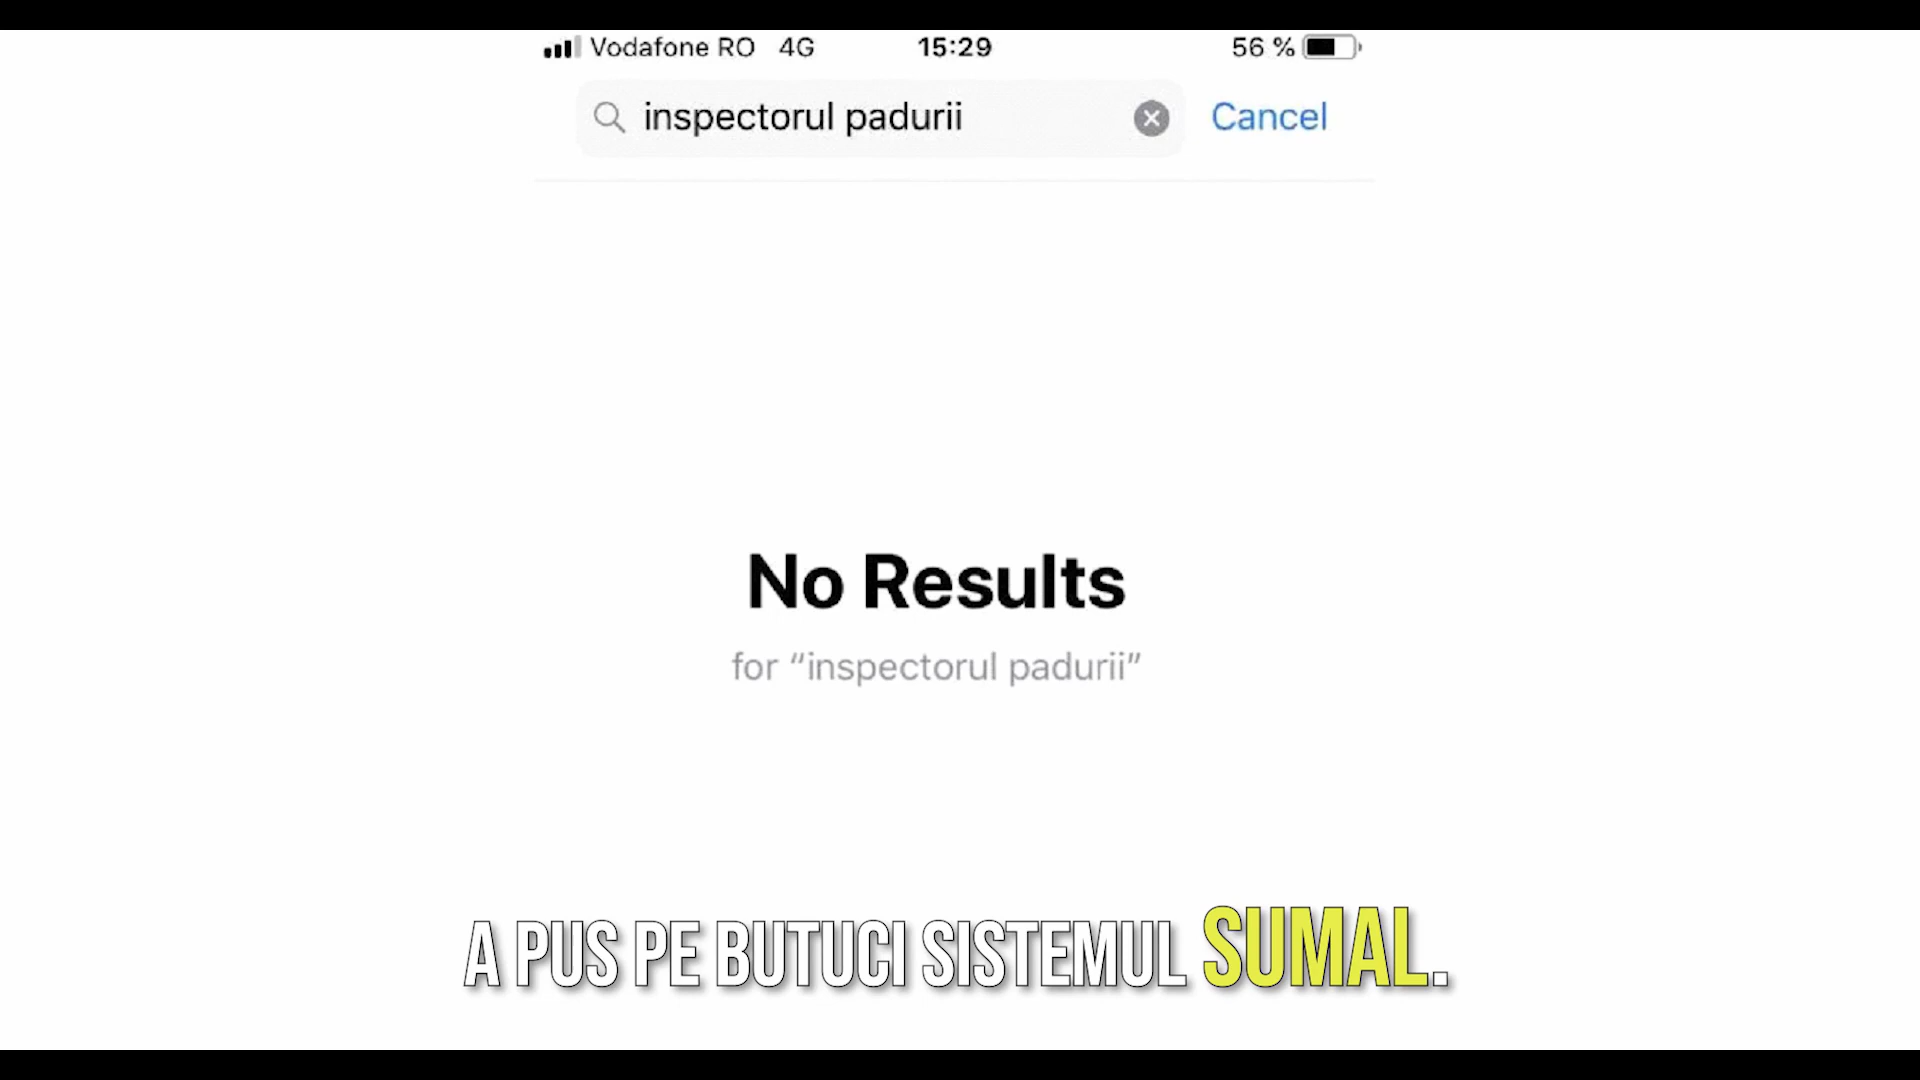 Vodafone RO 4G 15:29 56 %
inspectorul padurii Cancel
No Results
for “inspectorul padurii”
A PUS PE BUTUCI SISTEMUL SUMAL.